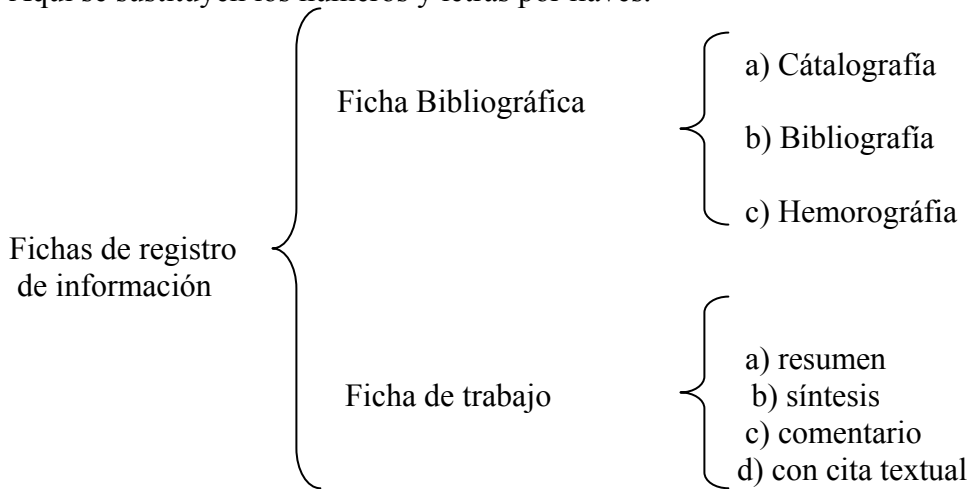 Aquí se sustituyen los números y letras por llaves.
Ficha Bibliográfica
a) Cátalografía
b) Bibliografía
c) Hemorográfia
Fichas de registro
de información
Ficha de trabajo
a) resumen
b) síntesis
c) comentario
d) con cita textual